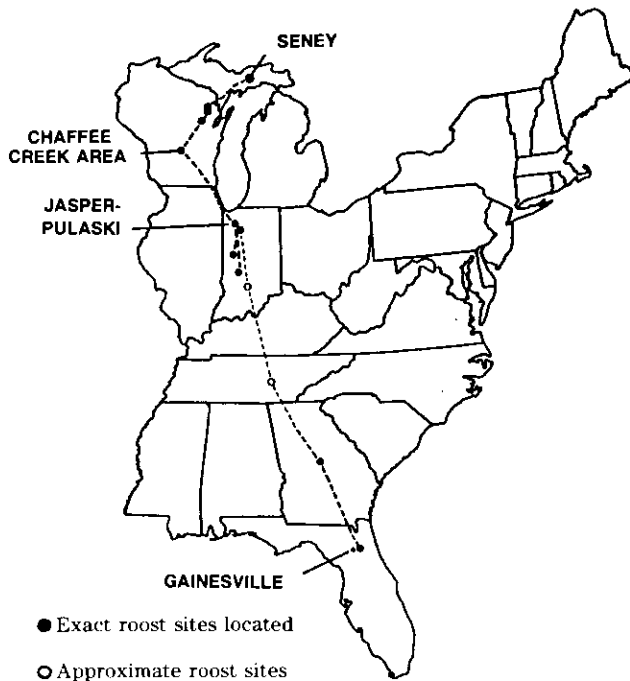 SENEY
CHAFFEE
CREEK AREA
JASPER-
PULASKI
GAINESVILLE
Exact roost sites located
Approximate roost sites